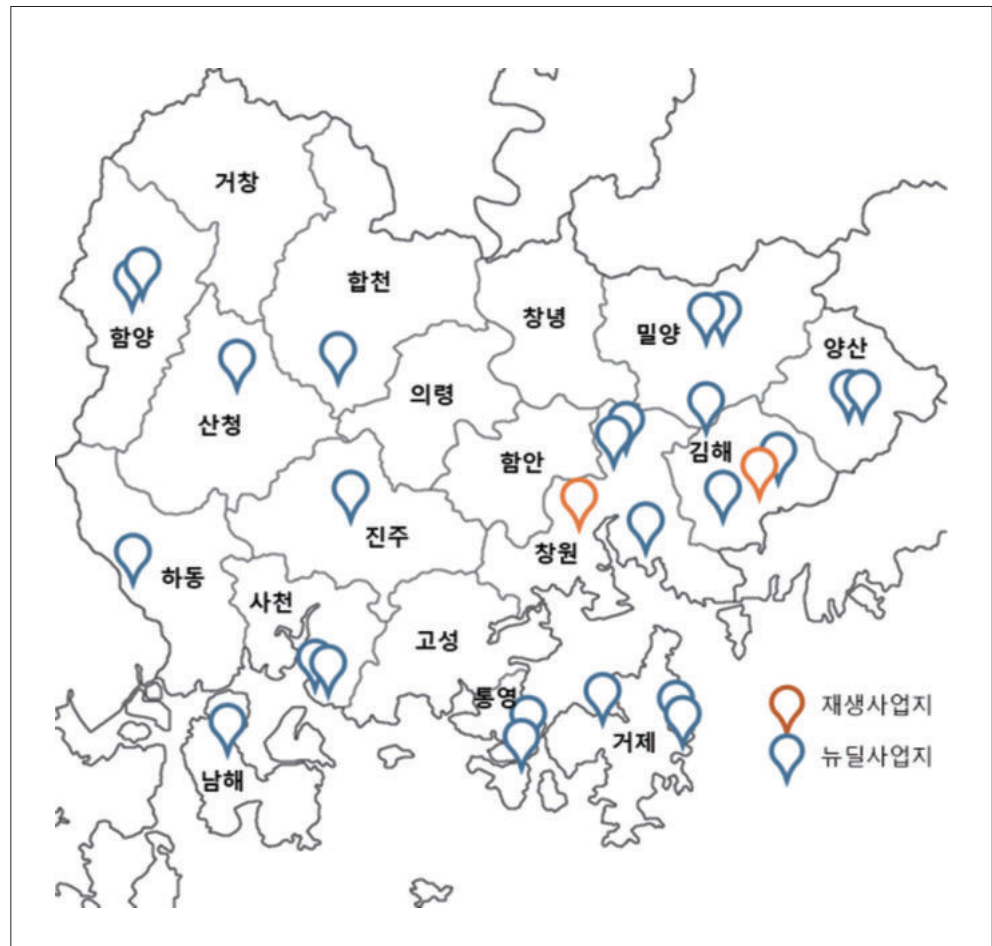 거창
합천
함양
창녕
밀양
양산
의령
산청
김해
함안
진주
창원
하동
사천
고성
통영
거제
남해
재생사업지
뉴딜사업지